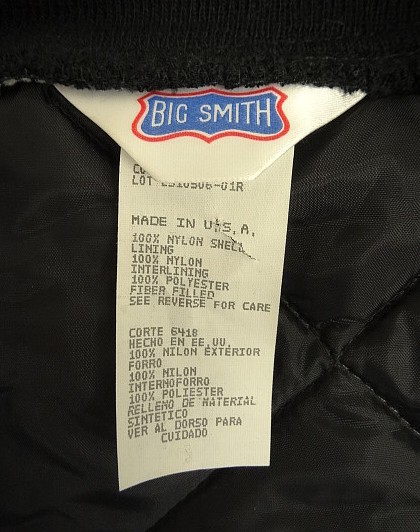 BIG SMITH
LOT 2310506-01R
MADE IN U.S.A.
100% NYLON SHELL
LINING
100% NYLON
INTERLINING
100% POLYESTER
FIBER FILLED
SEE REVERSE FOR CARE
CORTE 6418
HECHO EN EE.UU.
100% NILON EXTERIOR
FORRO
100% NILON
INTERNOFORRO
100% POLIESTER
RELLENO DE MATERIAL
SINTETICO
VER AL DORSO PARA
CUIDADO